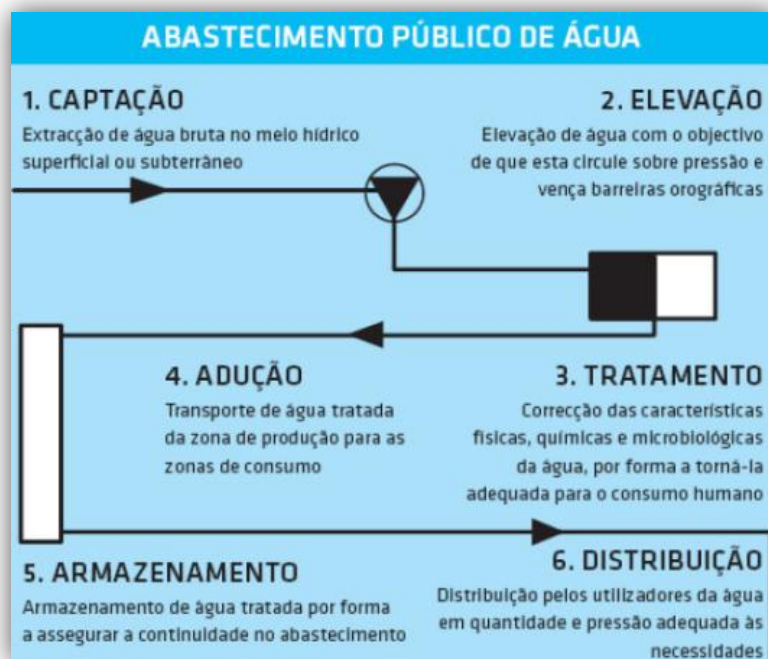 ABASTECIMENTO PÚBLICO DE ÁGUA
1. CAPTAÇÃO
Extracção de água bruta no meio hídrico
superficial ou subterrâneo
2. ELEVAÇÃO
Elevação de água com o objectivo
de que esta circule sobre pressão e
vença barreiras orográficas
3. TRATAMENTO
Correcção das características
físicas, químicas e microbiológicas
da água, por forma a torná-la
adequada para o consumo humano
4. ADUÇÃO
Transporte de água tratada
da zona de produção para as
zonas de consumo
5. ARMAZENAMENTO
Armazenamento de água tratada por forma
a assegurar a continuidade no abastecimento
6. DISTRIBUIÇÃO
Distribuição pelos utilizadores da água
em quantidade e pressão adequada às
necessidades